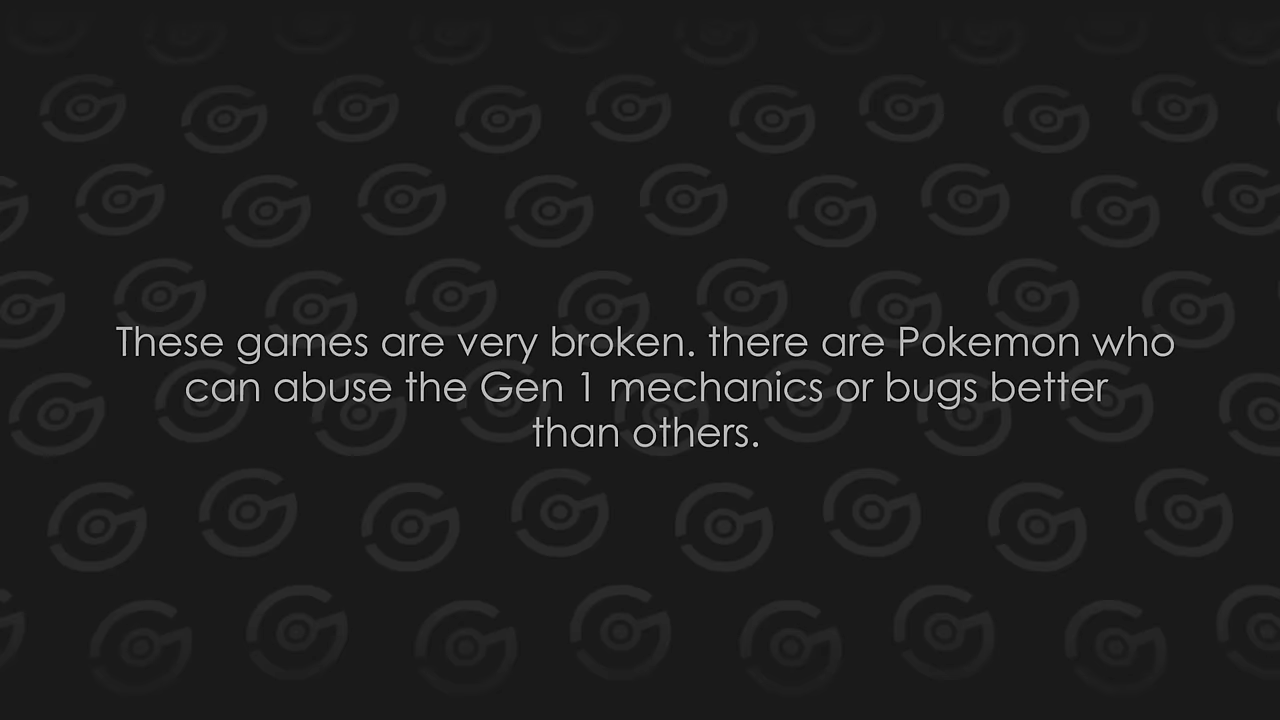 These games are very broken. there are Pokemon who
can abuse the Gen 1 mechanics or bugs better
than others.